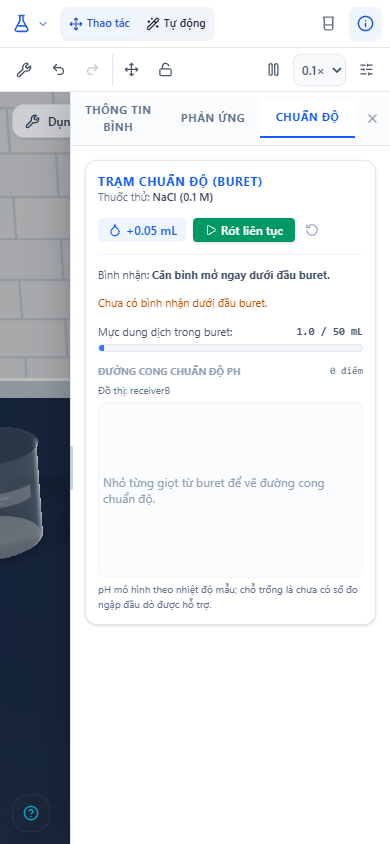 Thao tác
Tự động
0.1×
Dụn
THÔNG TIN
BÌNH
PHẢN ỨNG
CHUẨN ĐỘ
TRẠM CHUẨN ĐỘ (BURET)
Thuốc thử: NaCl (0.1 M)
+0.05 mL
Rót liên tục
Bình nhận: Cần bình mở ngay dưới đầu buret.
Chưa có bình nhận dưới đầu buret.
Mực dung dịch trong buret: 1.0 / 50 mL
ĐƯỜNG CONG CHUẨN ĐỘ PH 0 điểm
Đồ thị: receiverB
Nhỏ từng giọt từ buret để vẽ đường cong
chuẩn độ.
pH mô hình theo nhiệt độ mẫu; chỗ trống là chưa có số đo
ngập đầu dò được hỗ trợ.